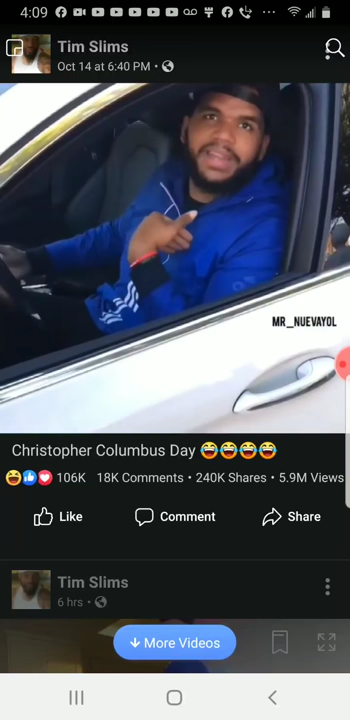 4:09
Tim Slims
Oct 14 at 6:40 PM •
MR_NUEVAYOL
Christopher Columbus Day 😂😂😂😂
106K 18K Comments • 240K Shares • 5.9M Views
Like Comment Share
Tim Slims
6 hrs •
↓ More Videos